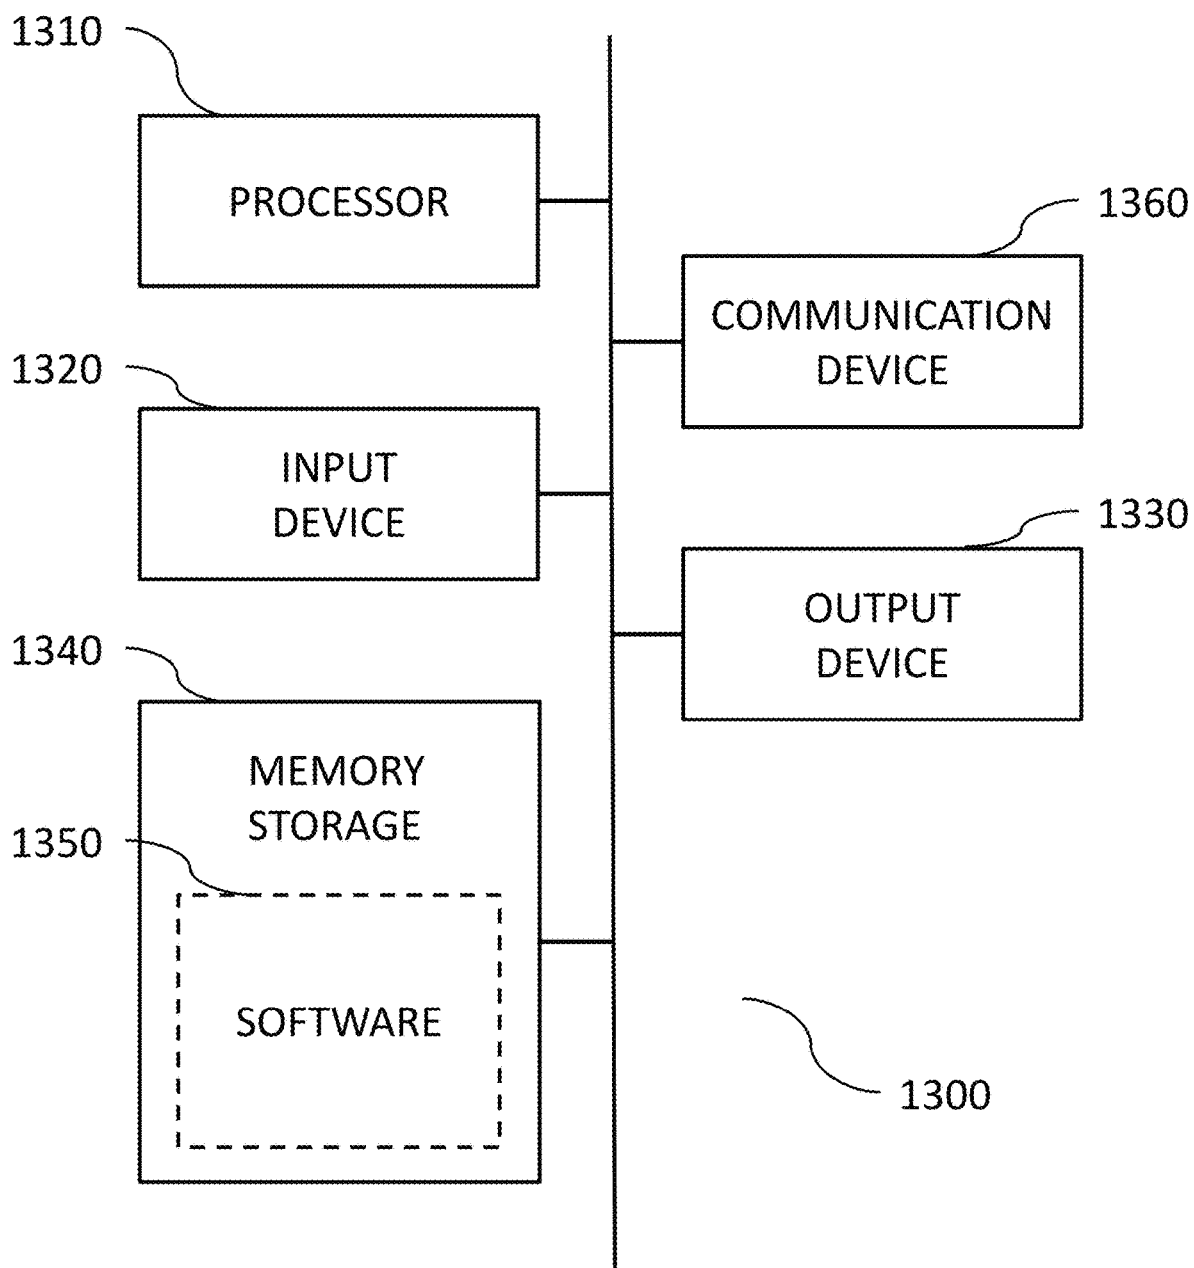 1310
PROCESSOR
1360
COMMUNICATION
DEVICE
1320
INPUT
DEVICE
1330
OUTPUT
DEVICE
1340
MEMORY
STORAGE
1350
SOFTWARE
1300